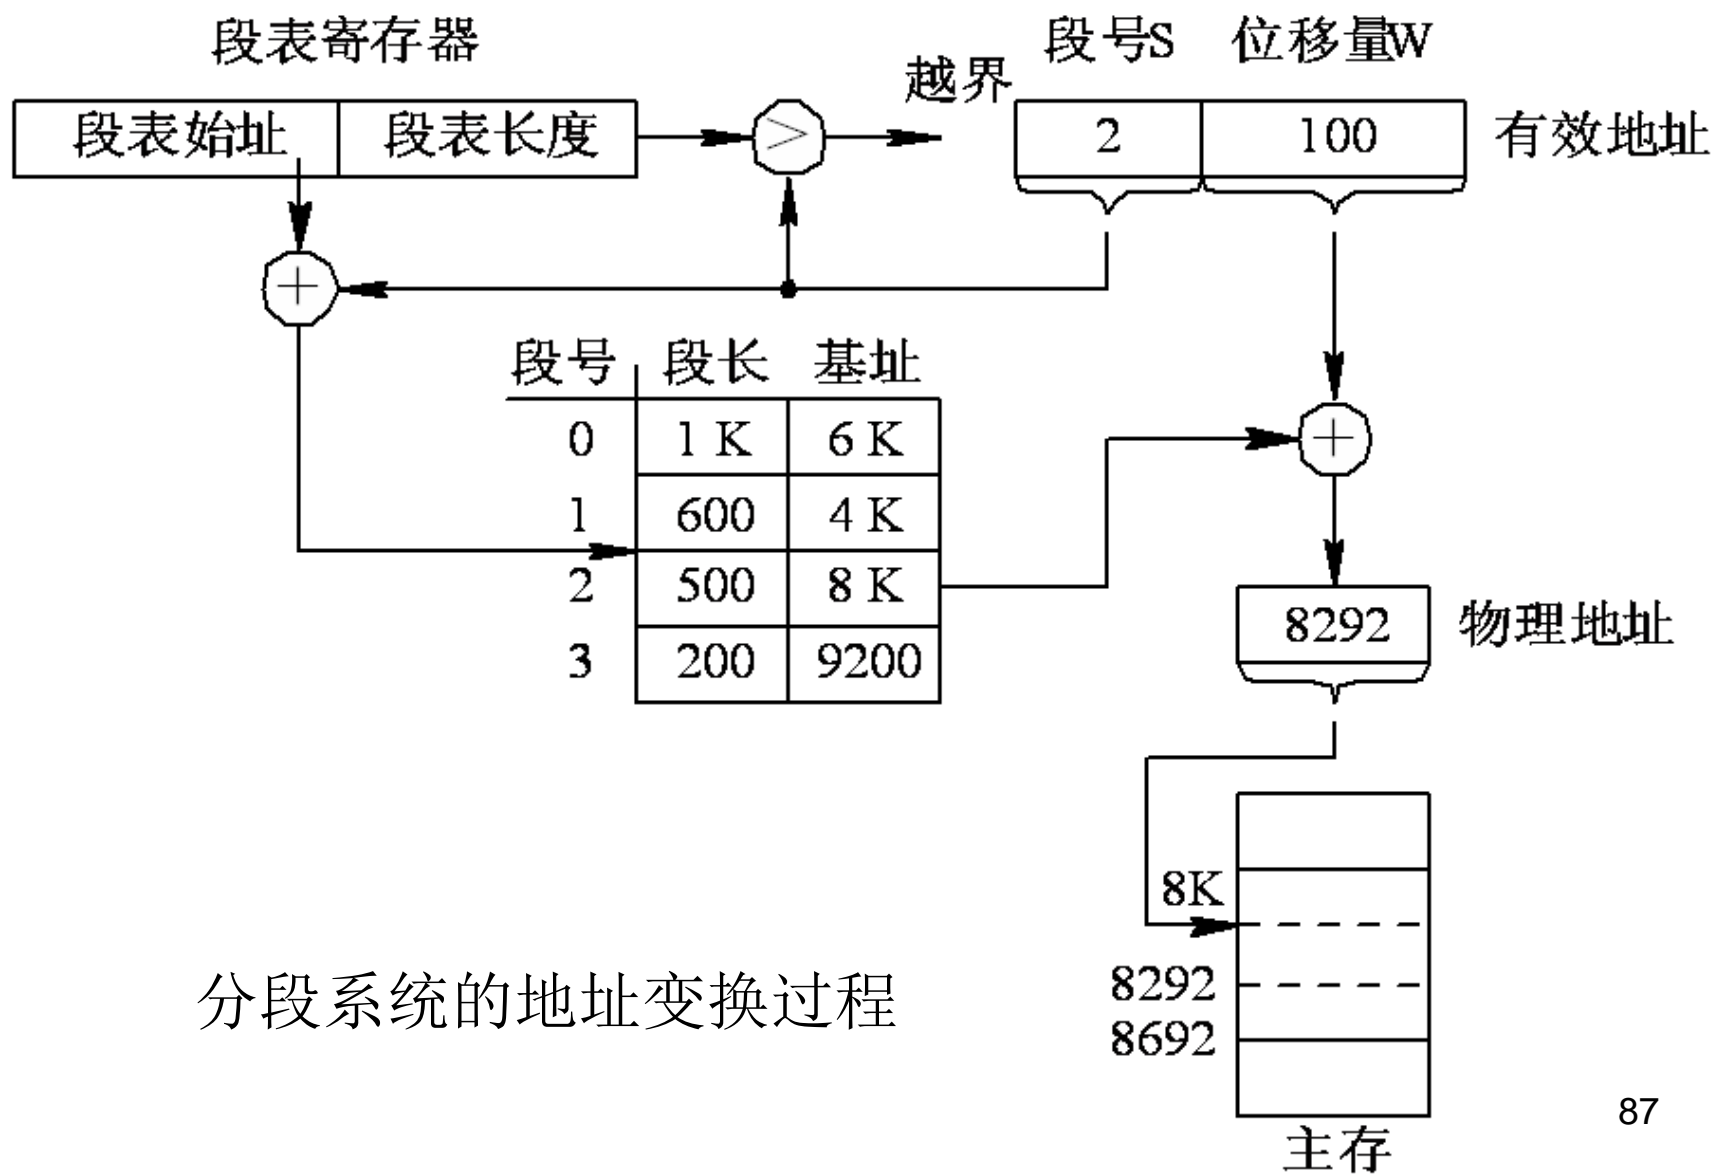 段表寄存器
越界
段号S 位移量W
段表始址 段表长度 > 2 100 有效地址
+
段号 段长 基址
0 1 K 6 K
+
1 600 4 K
2 500 8 K
8292 物理地址
3 200 9200
8K
8292
8692
分段系统的地址变换过程
主存
87